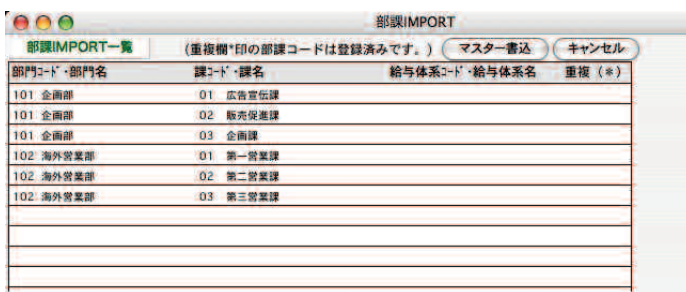 部課IMPORT
部課IMPORT一覧 (重複欄*印の部課コードは登録済みです。) マスター書込 キャンセル
部門ｺｰﾄﾞ・部門名 課ｺｰﾄﾞ・課名 給与体系ｺｰﾄﾞ・給与体系名 重複（＊）
101 企画部 01 広告宣伝課
101 企画部 02 販売促進課
101 企画部 03 企画課
102 海外営業部 01 第一営業課
102 海外営業部 02 第二営業課
102 海外営業部 03 第三営業課